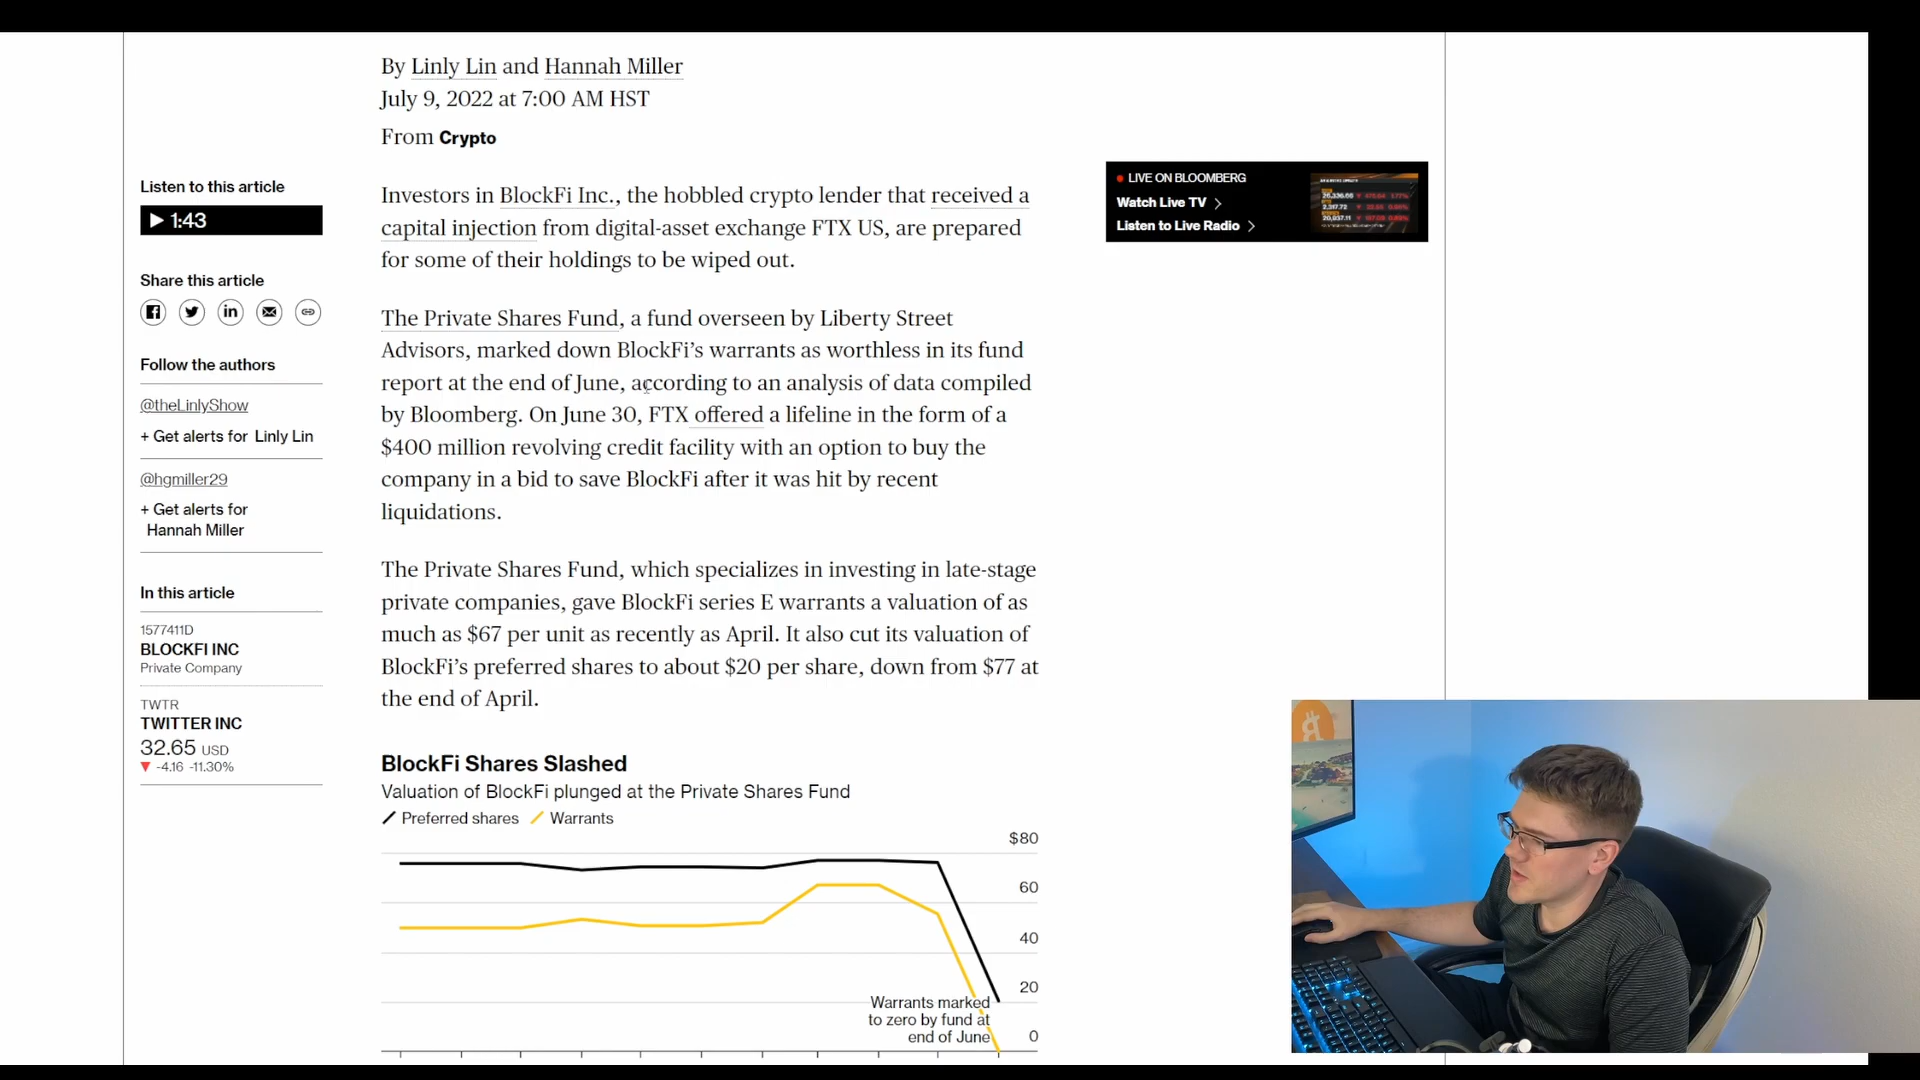 By Linly Lin and Hannah Miller
July 9, 2022 at 7:00 AM HST
From Crypto
Listen to this article
1:43
Share this article
Follow the authors
@theLinlyShow
+ Get alerts for Linly Lin
@hgmiller29
+ Get alerts for
Hannah Miller
In this article
1577411D
BLOCKFI INC
Private Company
TWTR
TWITTER INC
32.65 USD
-4.16 -11.30%
Investors in BlockFi Inc., the hobbled crypto lender that received a
capital injection from digital-asset exchange FTX US, are prepared
for some of their holdings to be wiped out.
The Private Shares Fund, a fund overseen by Liberty Street
Advisors, marked down BlockFi’s warrants as worthless in its fund
report at the end of June, according to an analysis of data compiled
by Bloomberg. On June 30, FTX offered a lifeline in the form of a
$400 million revolving credit facility with an option to buy the
company in a bid to save BlockFi after it was hit by recent
liquidations.
The Private Shares Fund, which specializes in investing in late-stage
private companies, gave BlockFi series E warrants a valuation of as
much as $67 per unit as recently as April. It also cut its valuation of
BlockFi’s preferred shares to about $20 per share, down from $77 at
the end of April.
BlockFi Shares Slashed
Valuation of BlockFi plunged at the Private Shares Fund
Preferred shares Warrants
$80
60
40
20
0
Warrants marked
to zero by fund at
end of June
LIVE ON BLOOMBERG
Watch Live TV
Listen to Live Radio